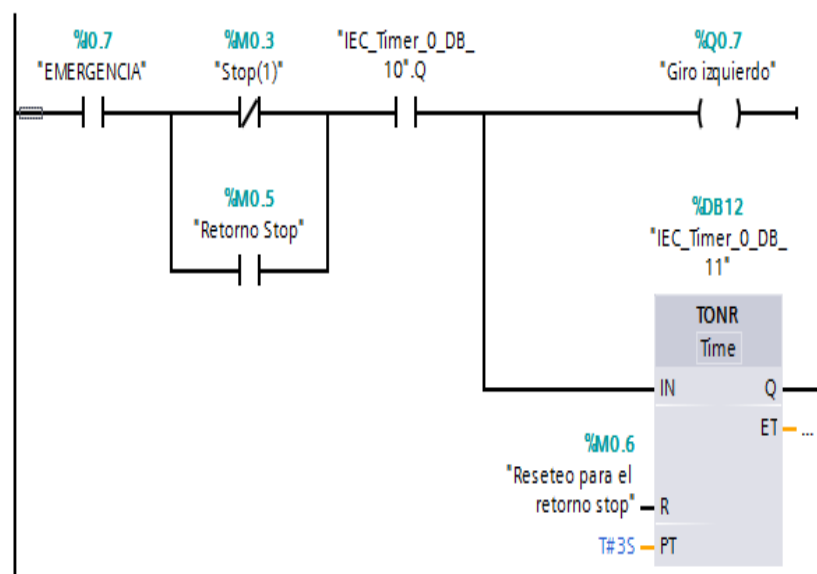 %I0.7
"EMERGENCIA"
%M0.3
"Stop(1)"
"IEC_Timer_0_DB_
10".Q
%Q0.7
"Giro izquierdo"
%M0.5
"Retorno Stop"
%DB12
"IEC_Timer_0_DB_
11"
TONR
Time
IN
Q
ET
...
%M0.6
"Reseteo para el
retorno stop"
R
T#3S
PT